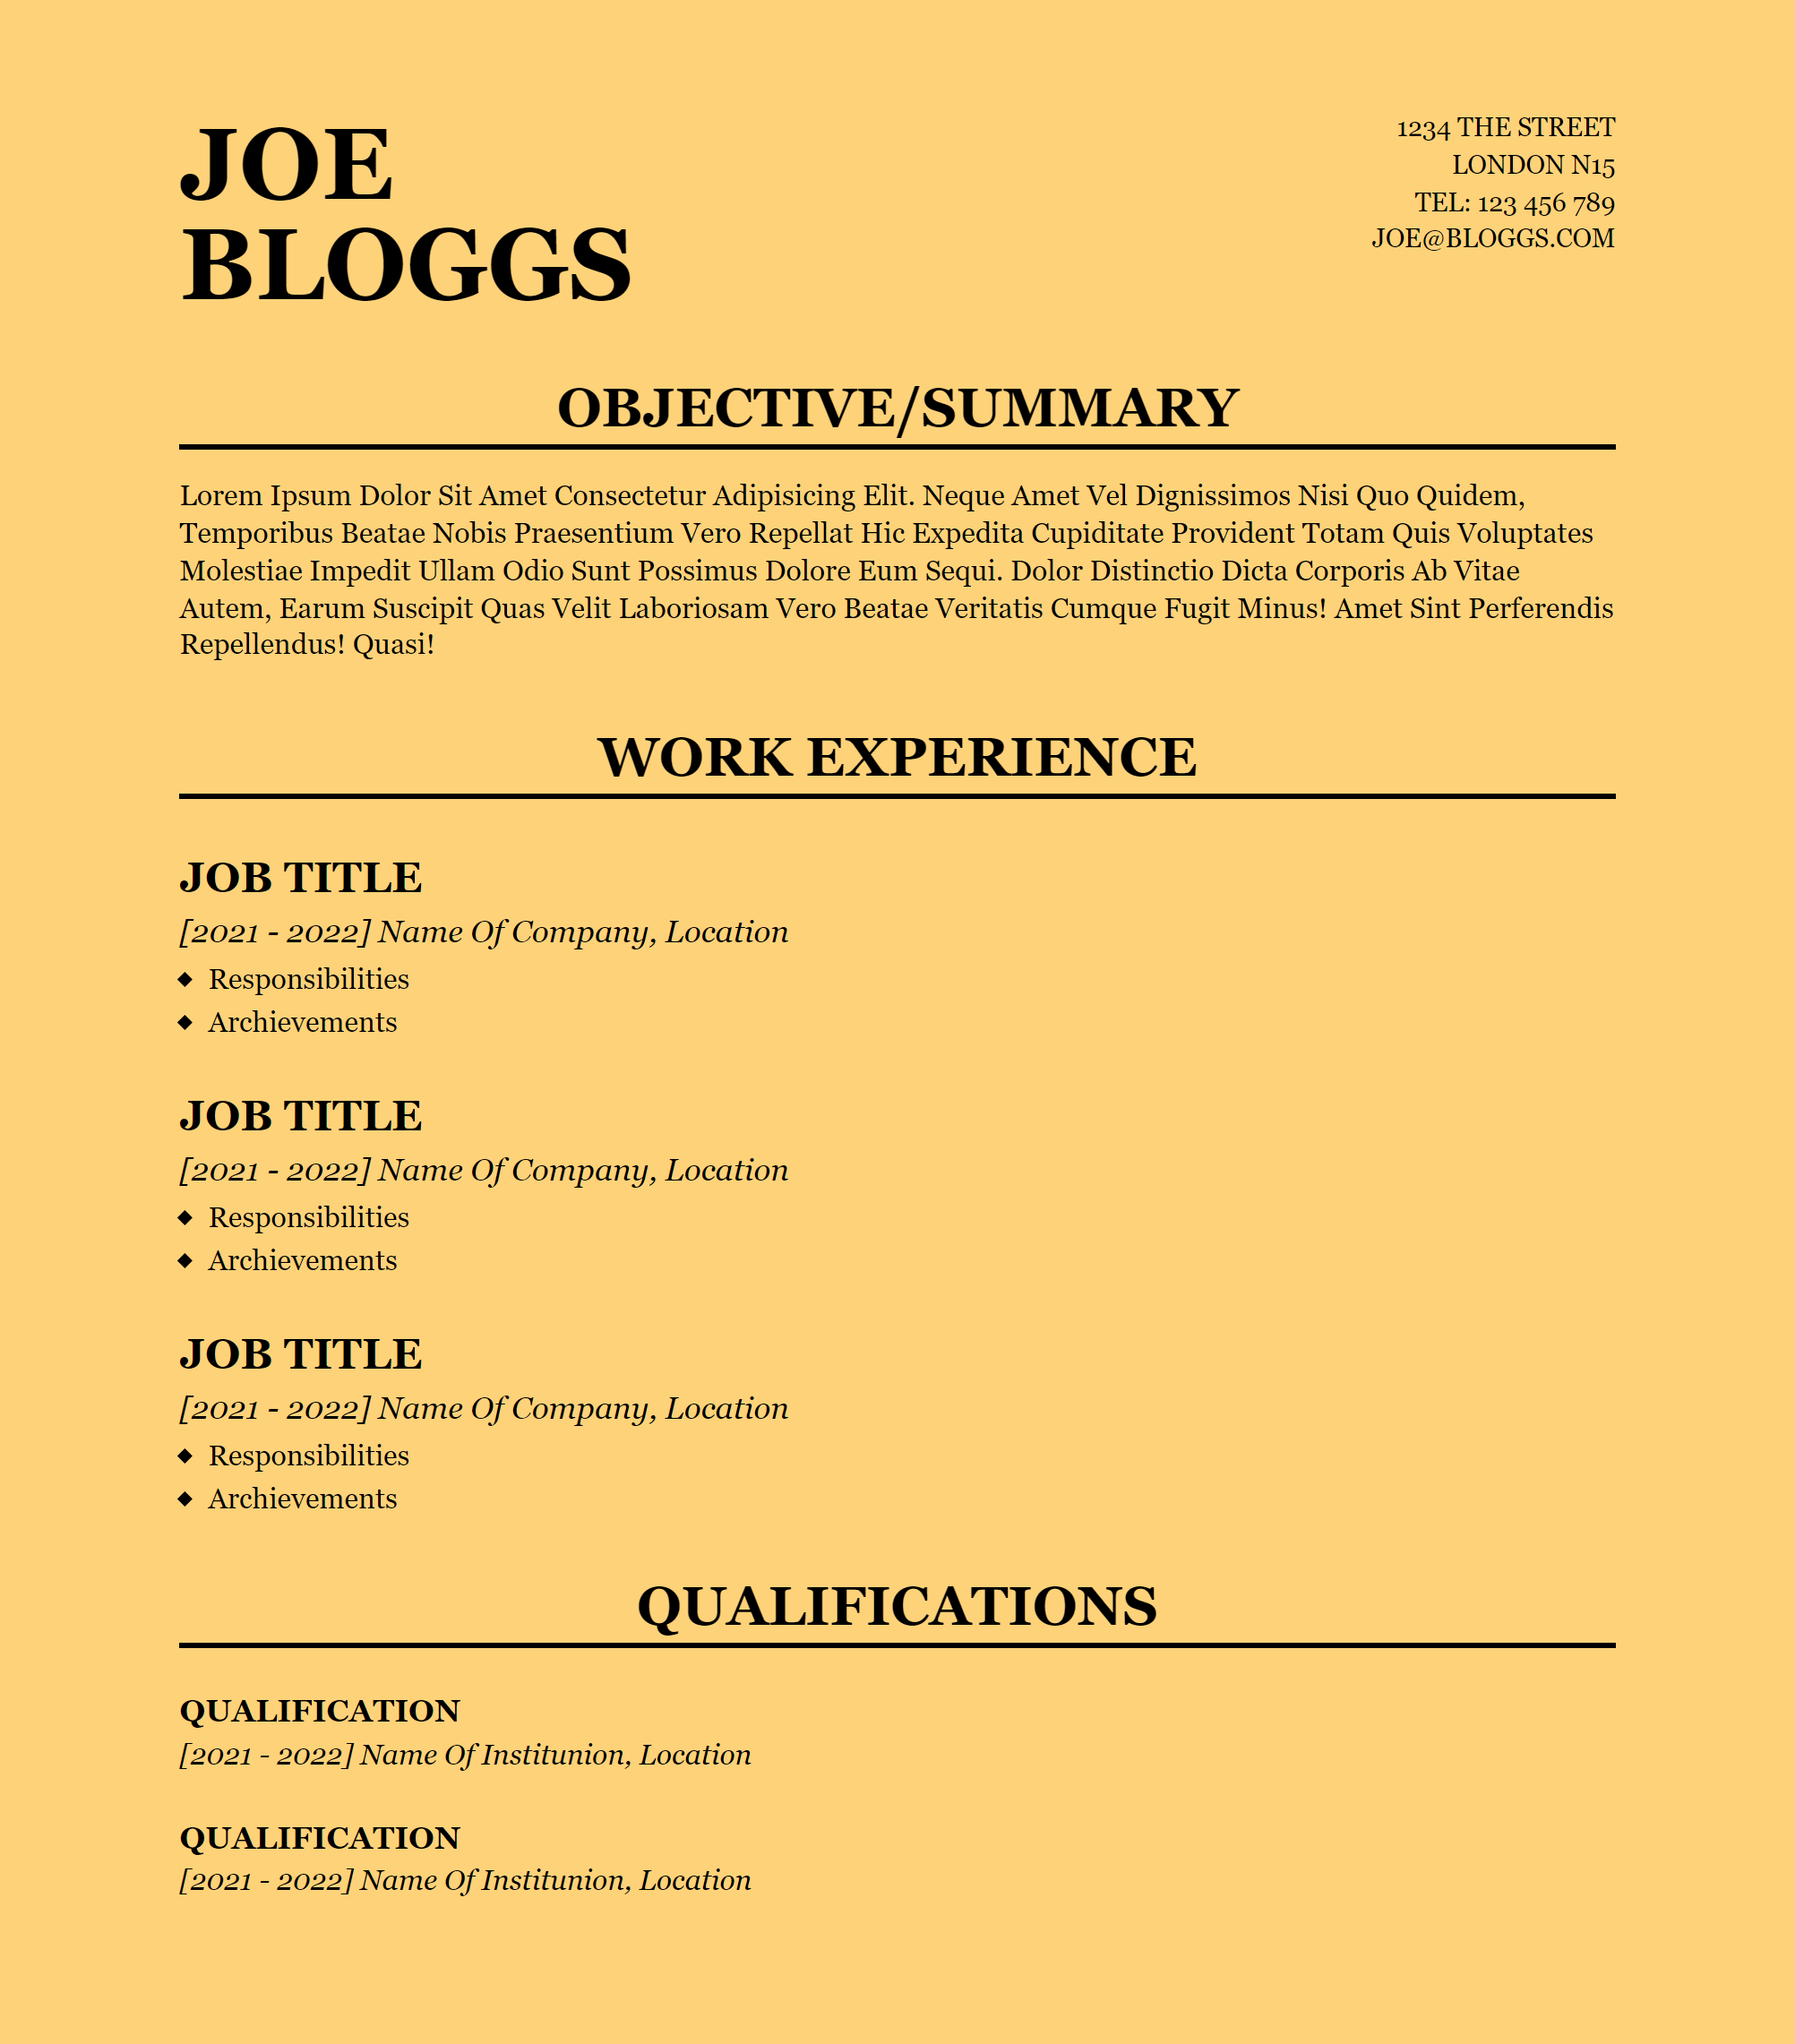 JOE
BLOGGS
1234 THE STREET
LONDON N15
TEL: 123 456 789
JOE@BLOGGS.COM
OBJECTIVE/SUMMARY
Lorem Ipsum Dolor Sit Amet Consectetur Adipisicing Elit. Neque Amet Vel Dignissimos Nisi Quo Quidem,
Temporibus Beatae Nobis Praesentium Vero Repellat Hic Expedita Cupiditate Provident Totam Quis Voluptates
Molestiae Impedit Ullam Odio Sunt Possimus Dolore Eum Sequi. Dolor Distinctio Dicta Corporis Ab Vitae
Autem, Earum Suscipit Quas Velit Laboriosam Vero Beatae Veritatis Cumque Fugit Minus! Amet Sint Perferendis
Repellendus! Quasi!
WORK EXPERIENCE
JOB TITLE
[2021 - 2022] Name Of Company, Location
◆ Responsibilities
◆ Archievements
JOB TITLE
[2021 - 2022] Name Of Company, Location
◆ Responsibilities
◆ Archievements
JOB TITLE
[2021 - 2022] Name Of Company, Location
◆ Responsibilities
◆ Archievements
QUALIFICATIONS
QUALIFICATION
[2021 - 2022] Name Of Institunion, Location
QUALIFICATION
[2021 - 2022] Name Of Institunion, Location